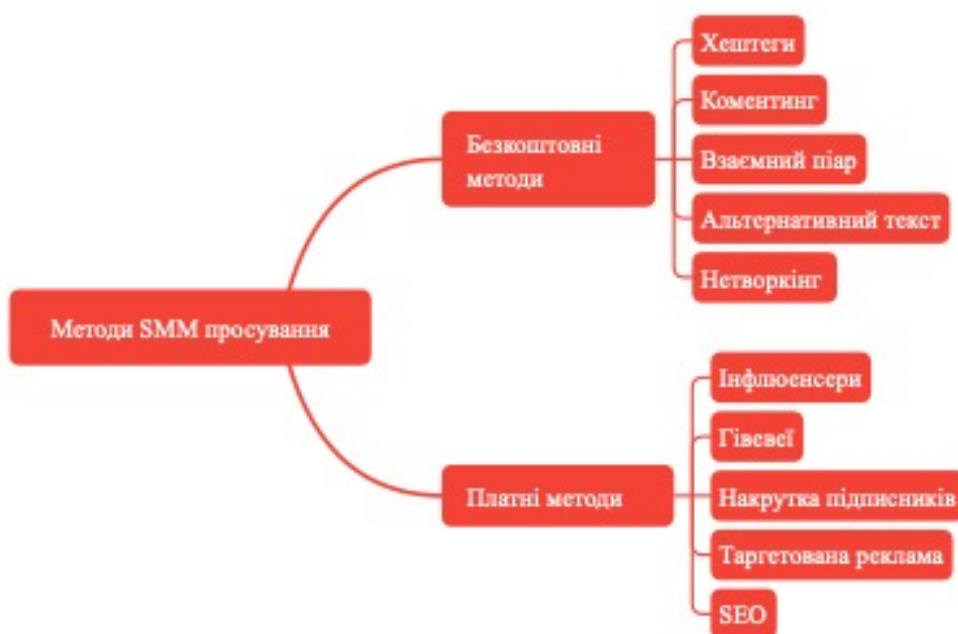 Методи SMM просування
Безкоштовні
методи
Хештеги
Коментинг
Взаємний піар
Альтернативний текст
Нетворкінг
Платні методи
Інфлюенсери
Гівевеї
Накрутка підписників
Таргетована реклама
SEO